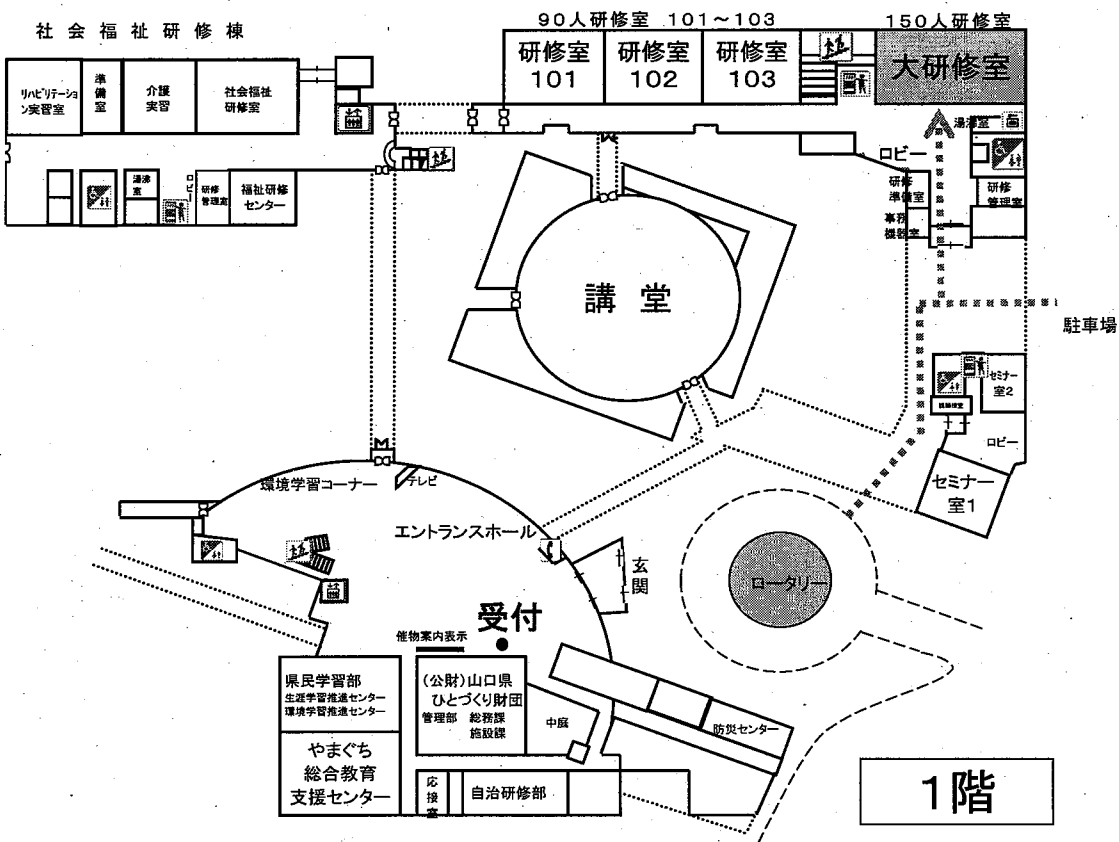 社会福祉研修棟
90人研修室 101～103
150人研修室
研修室
101
研修室
102
研修室
103
大研修室
リハビリテーショ
ン実習室
準備室
介護
実習
社会福祉
研修室
湯沸室
ロビー
研修
準備室
事務
機器室
研修
管理室
湯沸
室
ロビー
研修
管理室
福祉研修
センター
講堂
駐車場
セミナー
室2
ロビー
セミナー
室1
環境学習コーナー
テレビ
エントランスホール
玄関
ロータリー
受付
催物案内表示
県民学習部
生涯学習推進センター
環境学習推進センター
(公財)山口県
ひとづくり財団
管理部 総務課
施設課
中庭
防災センター
やまぐち
総合教育
支援センター
応接室
自治研修部
1階